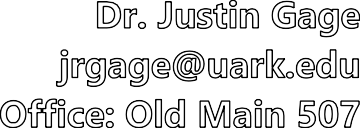 Dr. Justin Gage
jrgage@uark.edu
Office: Old Main 507